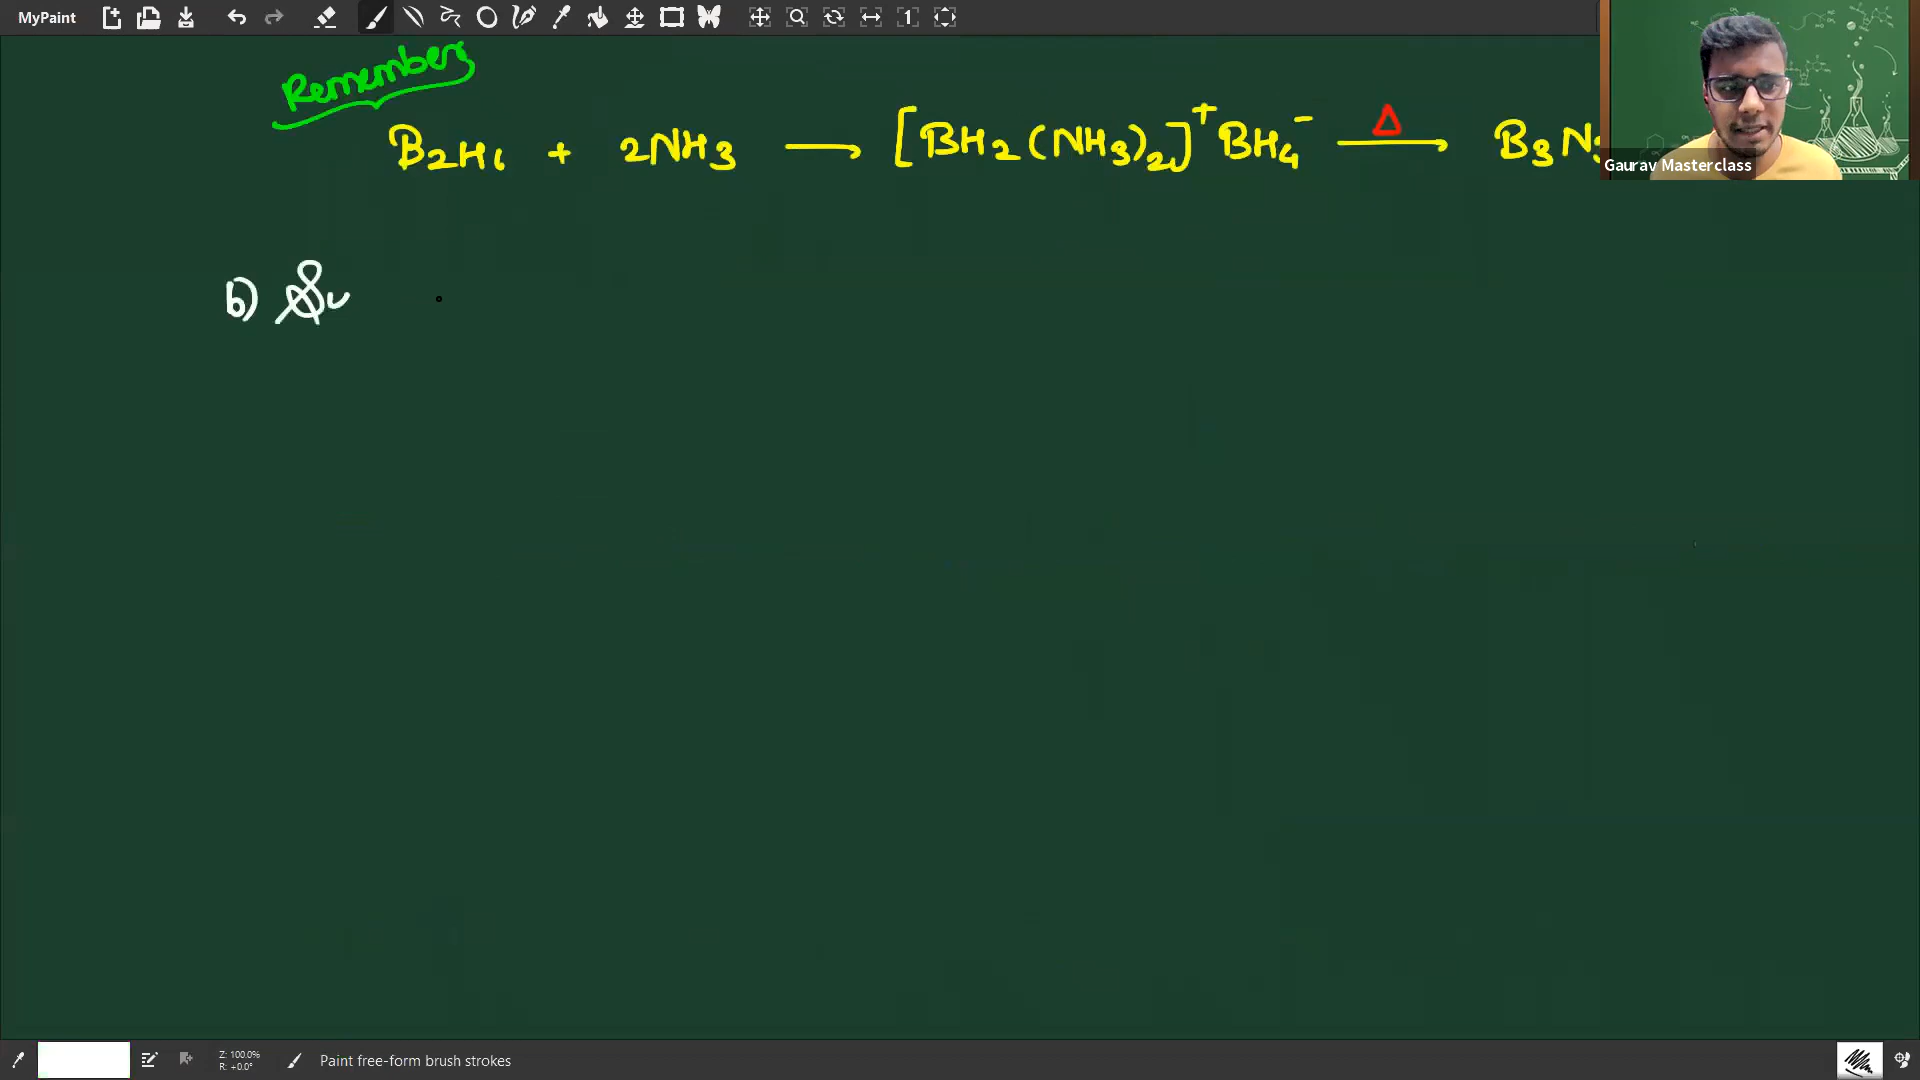 MyPaint
Remember
B₂H₆ + 2NH₃ ⟶ [BH₂(NH₃)₂]⁺ BH₄⁻ —Δ→ B₃N₃
Gaurav Masterclass
b)
Z: 100.0%
R: +0.0°
Paint free-form brush strokes